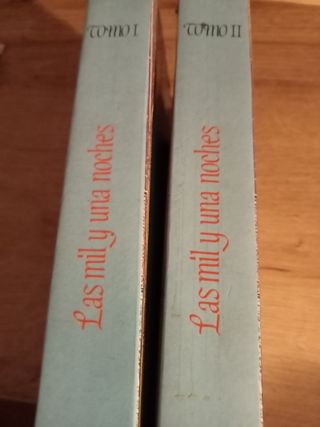 Tomo I
Las mil y una noches
Tomo II
Las mil y una noches